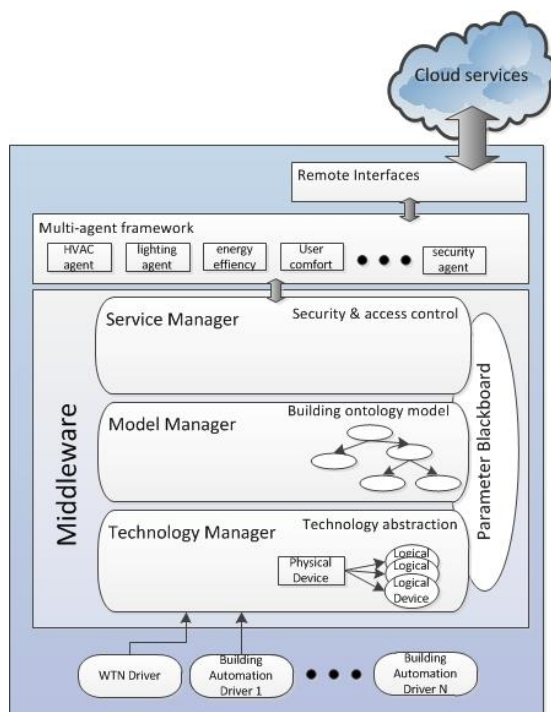 Cloud services
Remote Interfaces
Multi-agent framework
HVAC
agent
lighting
agent
energy
effiency
User
comfort
security
agent
Middleware
Service Manager
Security & access control
Model Manager
Building ontology model
Technology Manager
Technology abstraction
Physical
Device
Logical
Logical
Logical
Device
Parameter Blackboard
WTN Driver
Building
Automation
Driver 1
Building
Automation
Driver N